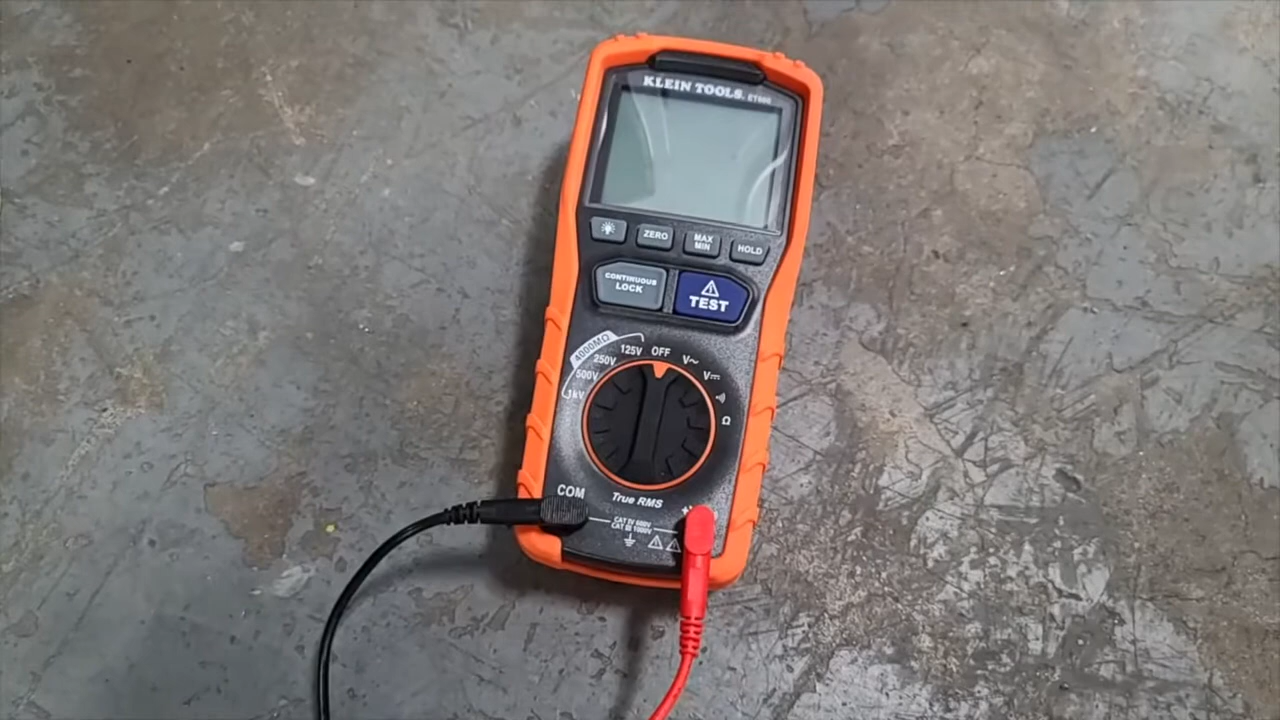 KLEIN TOOLS. ET600
ZERO
MAX
MIN
HOLD
CONTINUOUS
LOCK
TEST
4000MΩ
125V
OFF
V~
250V
V⎓
500V
1kV
Ω
COM
True RMS
CAT IV 600V
CAT III 1000V